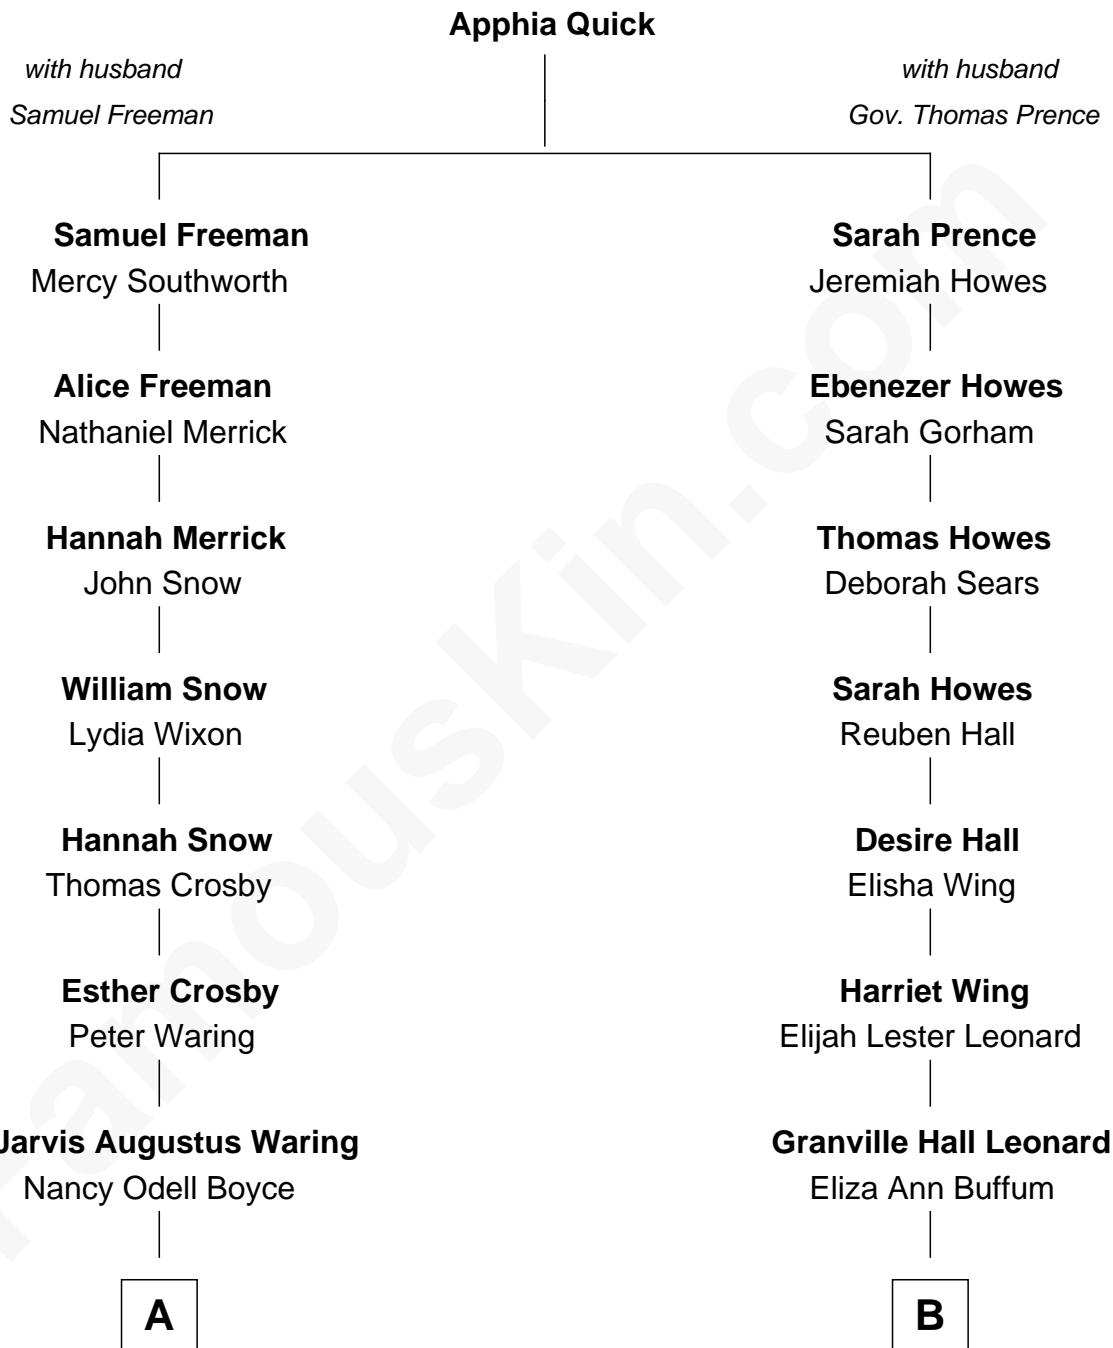 Apphia Quick
with husband
Samuel Freeman
with husband
Gov. Thomas Prence
Samuel Freeman
Mercy Southworth
Sarah Prence
Jeremiah Howes
Alice Freeman
Nathaniel Merrick
Ebenezer Howes
Sarah Gorham
Hannah Merrick
John Snow
Thomas Howes
Deborah Sears
William Snow
Lydia Wixon
Sarah Howes
Reuben Hall
Hannah Snow
Thomas Crosby
Desire Hall
Elisha Wing
Esther Crosby
Peter Waring
Harriet Wing
Elijah Lester Leonard
Jarvis Augustus Waring
Nancy Odell Boyce
Granville Hall Leonard
Eliza Ann Buffum
A
B
FamousKin.com